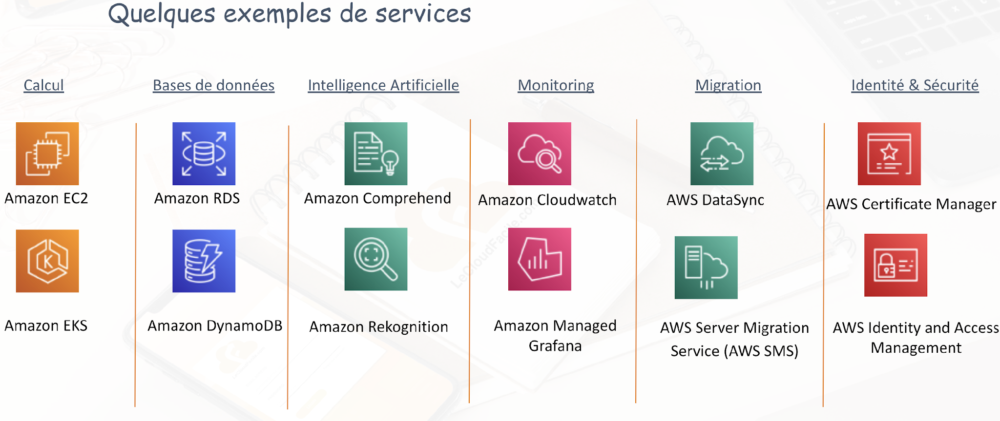 Quelques exemples de services
Calcul
Bases de données
Intelligence Artificielle
Monitoring
Migration
Identité & Sécurité
Amazon EC2
Amazon RDS
Amazon Comprehend
Amazon Cloudwatch
AWS DataSync
AWS Certificate Manager
K
Amazon EKS
Amazon DynamoDB
Amazon Rekognition
Amazon Managed
Grafana
AWS Server Migration
Service (AWS SMS)
AWS Identity and Access
Management
LeCloudFacile.com